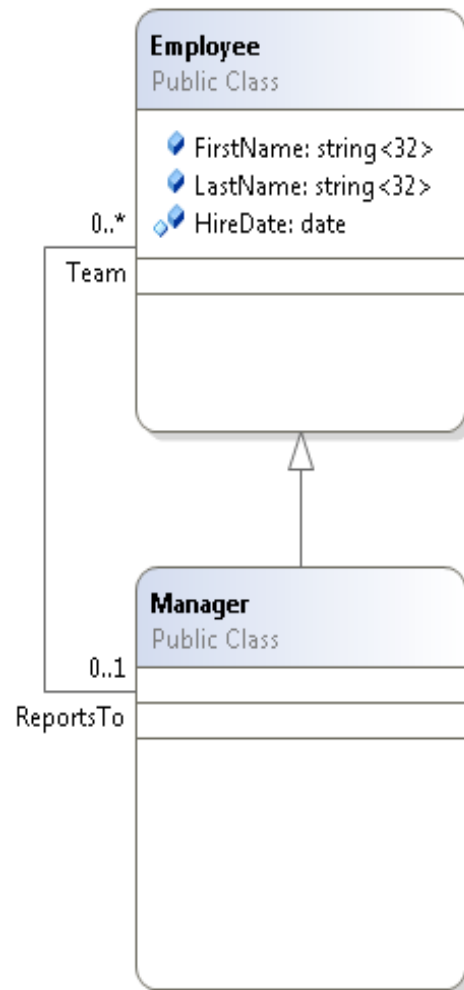 Employee
Public Class
FirstName: string<32>
LastName: string<32>
0..*
HireDate: date
Team
Manager
Public Class
0..1
ReportsTo